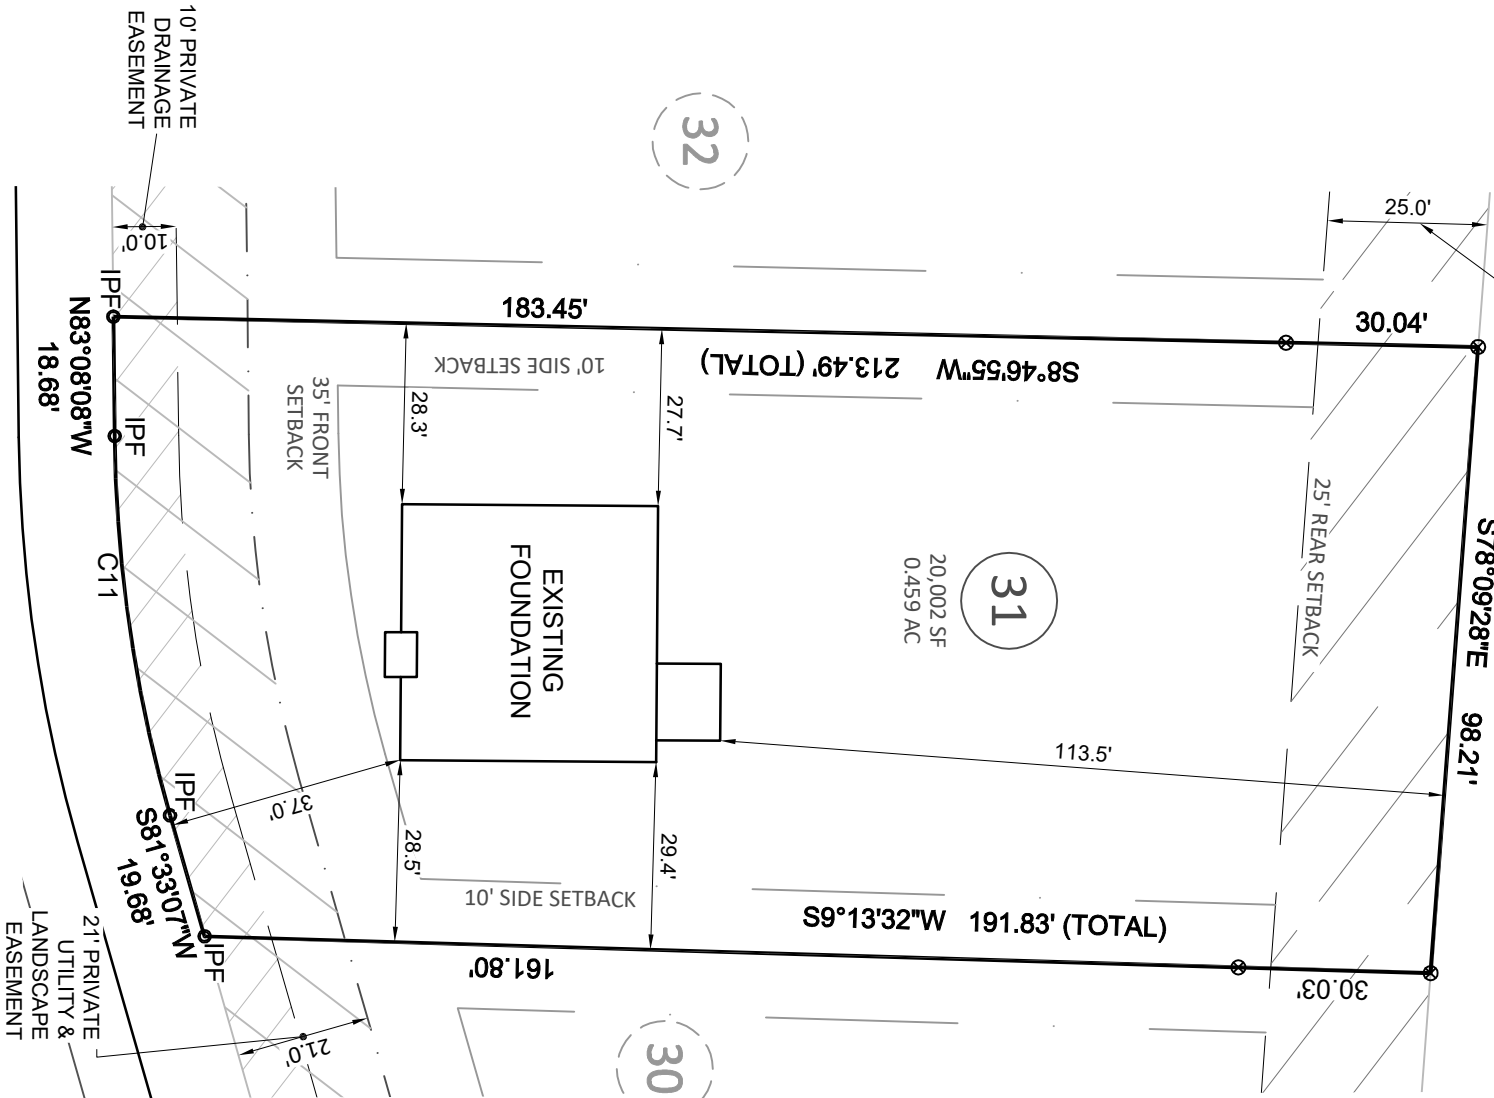 10' PRIVATE
DRAINAGE
EASEMENT
32
25.0'
10.0'
IPF
N83°08'08"W
18.68'
183.45'
30.04'
S8°46'55"W 213.49' (TOTAL)
10' SIDE SETBACK
35' FRONT
SETBACK
28.3'
27.7'
IPF
C11
EXISTING
FOUNDATION
31
20,002 SF
0.459 AC
25' REAR SETBACK
S78°09'28"E 98.21'
113.5'
IPF
37.0'
S81°33'07"W
19.68'
28.5'
29.4'
10' SIDE SETBACK
S9°13'32"W 191.83' (TOTAL)
IPF
161.80'
30.03'
21' PRIVATE
UTILITY &
LANDSCAPE
EASEMENT
21.0'
30